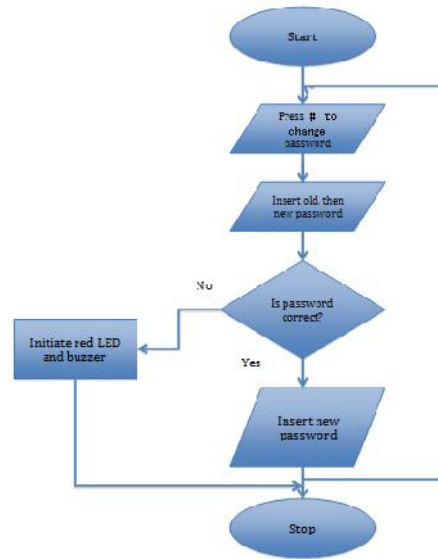 Start
Press # to
change
password
Insert old, then
new password
No
Is password
correct?
Initiate red LED
and buzzer
Yes
Insert new
password
Stop